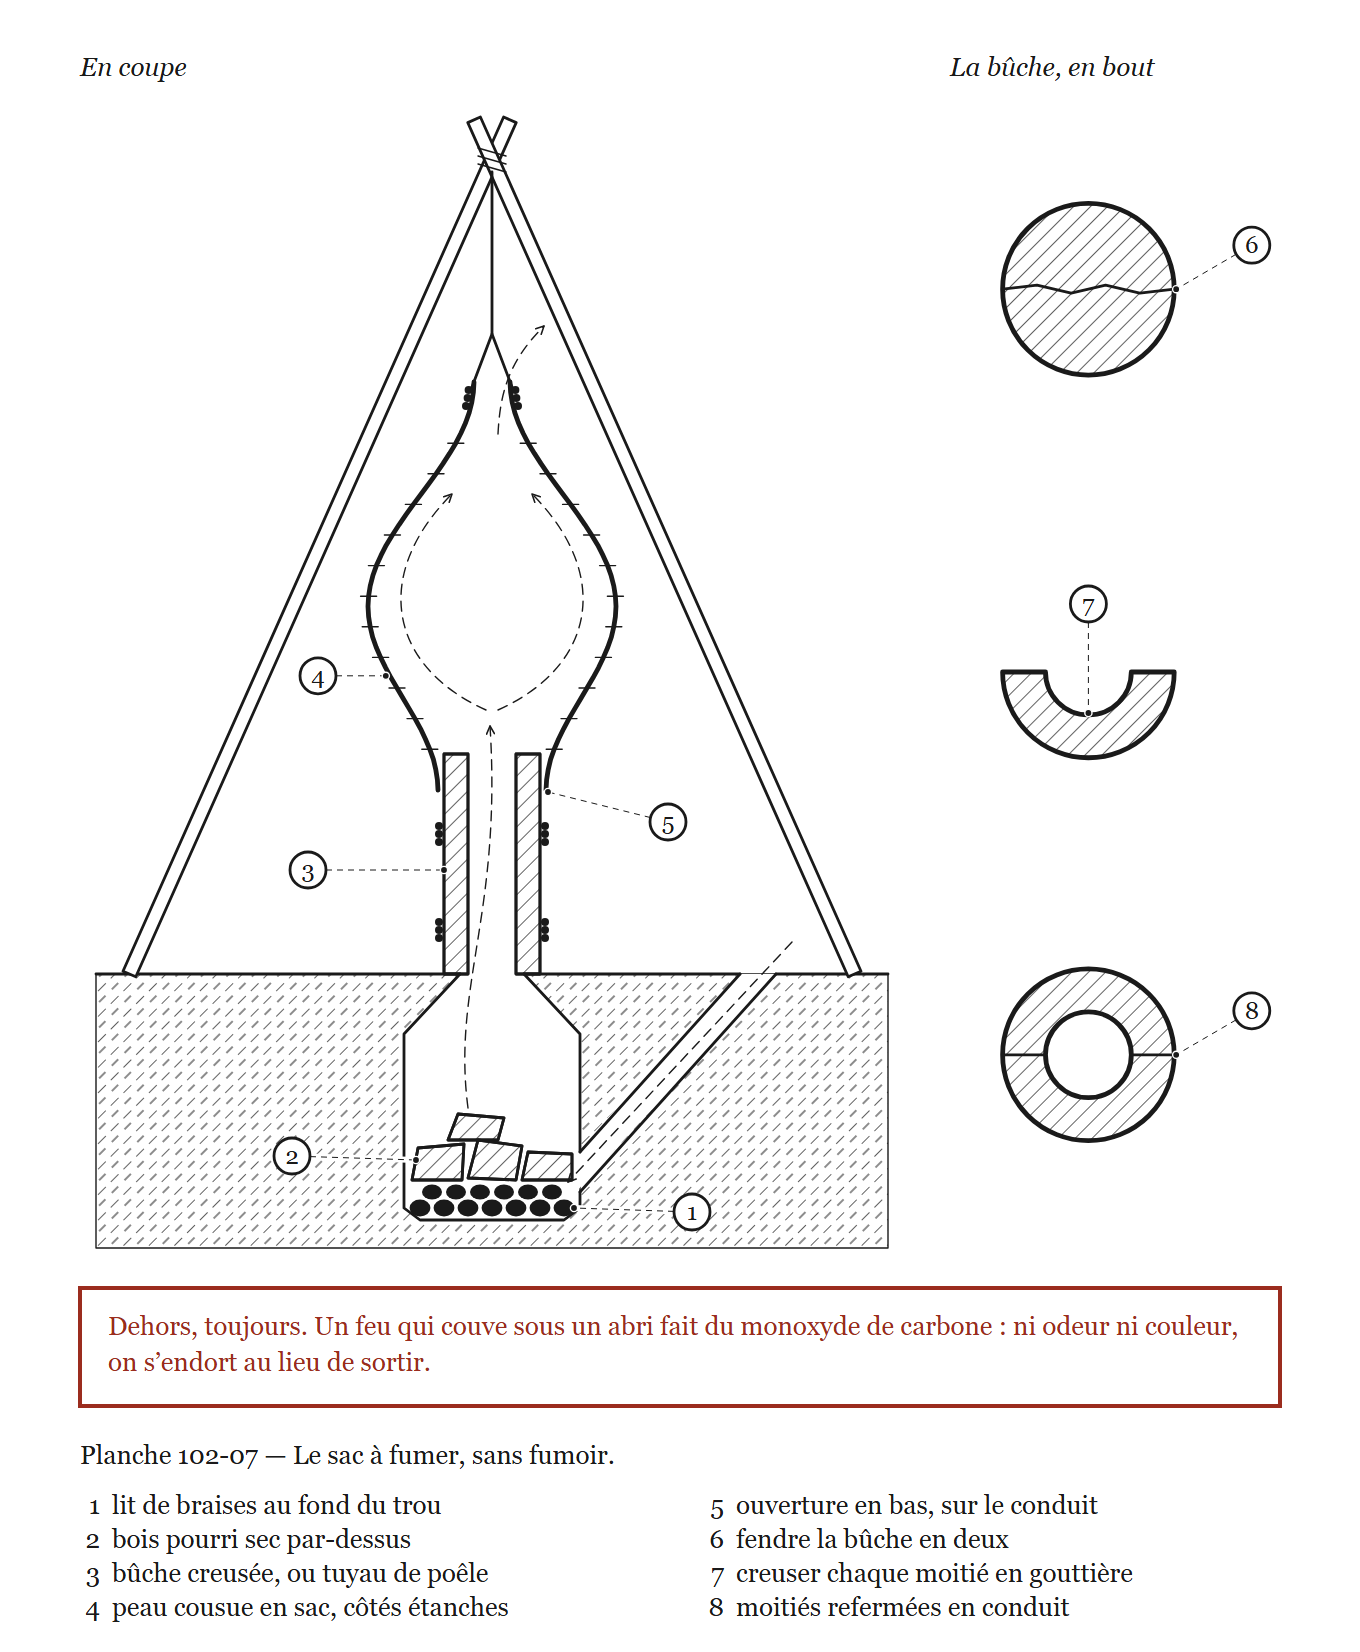 En coupe
La bûche, en bout
6
7
4
5
3
8
2
1
Dehors, toujours. Un feu qui couve sous un abri fait du monoxyde de carbone : ni odeur ni couleur,
on s’endort au lieu de sortir.
Planche 102-07 — Le sac à fumer, sans fumoir.
1 lit de braises au fond du trou
2 bois pourri sec par-dessus
3 bûche creusée, ou tuyau de poêle
4 peau cousue en sac, côtés étanches
5 ouverture en bas, sur le conduit
6 fendre la bûche en deux
7 creuser chaque moitié en gouttière
8 moitiés refermées en conduit